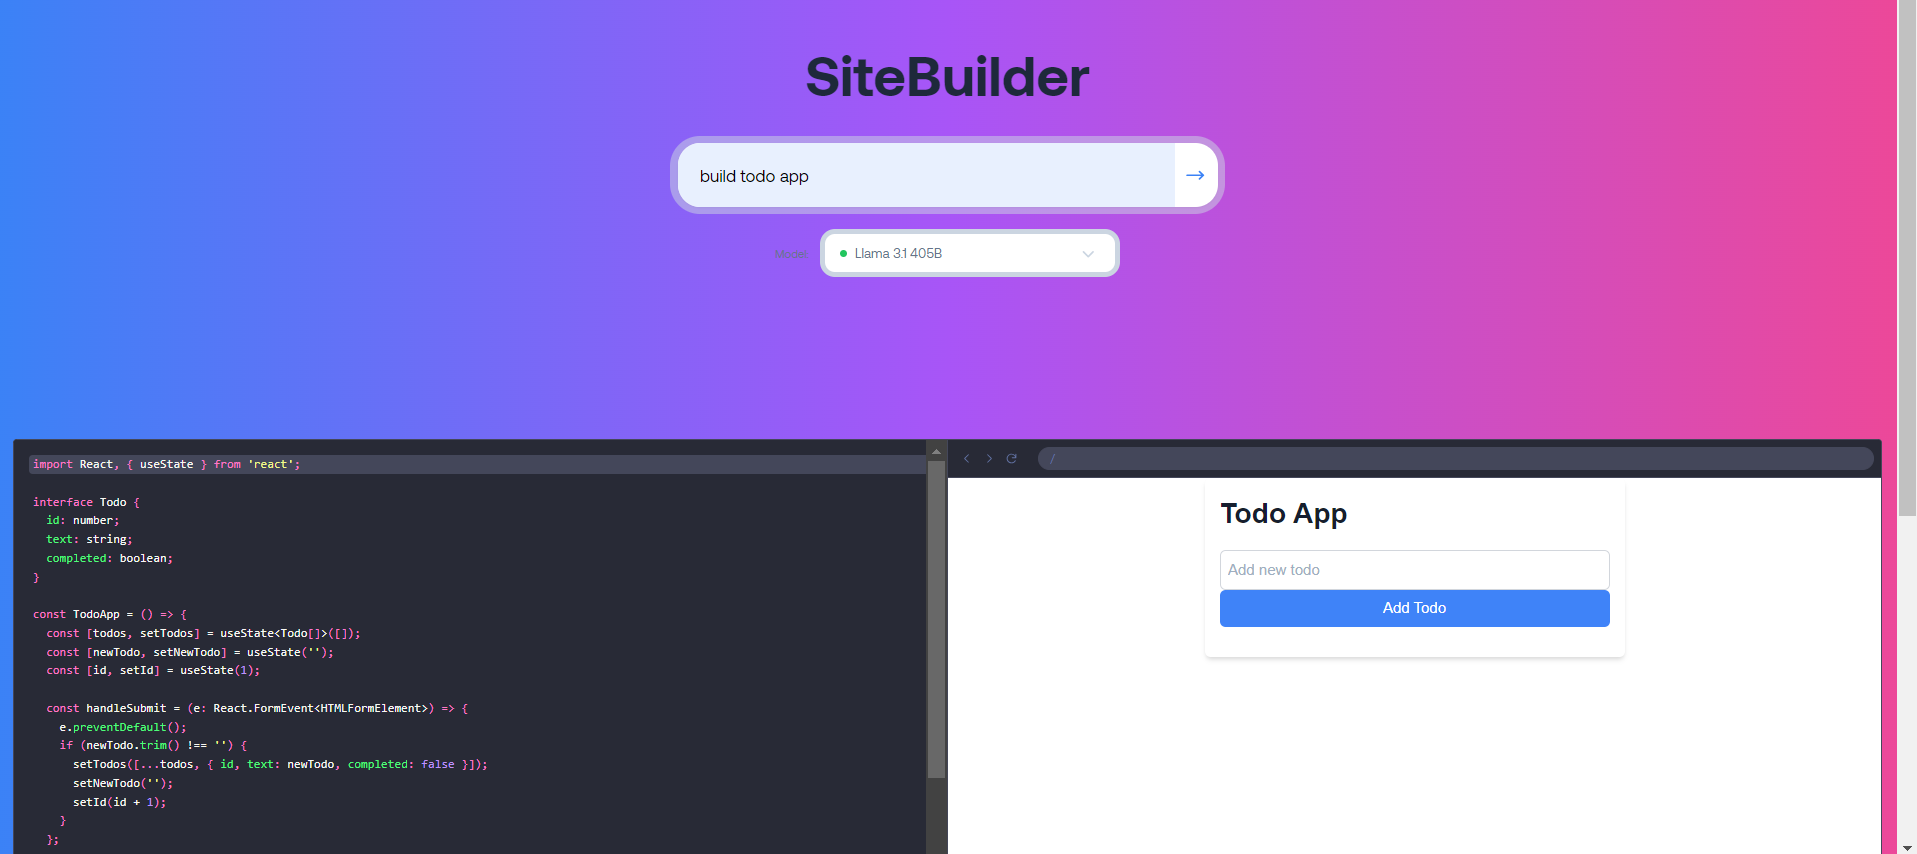 SiteBuilder
build todo app
Model:
Llama 3.1 405B
import React, { useState } from 'react';
interface Todo {
  id: number;
  text: string;
  completed: boolean;
}
const TodoApp = () => {
  const [todos, setTodos] = useState<Todo[]>([]);
  const [newTodo, setNewTodo] = useState('');
  const [id, setId] = useState(1);
  const handleSubmit = (e: React.FormEvent<HTMLFormElement>) => {
    e.preventDefault();
    if (newTodo.trim() !== '') {
      setTodos([...todos, { id, text: newTodo, completed: false }]);
      setNewTodo('');
      setId(id + 1);
    }
  };
/
Todo App
Add new todo
Add Todo